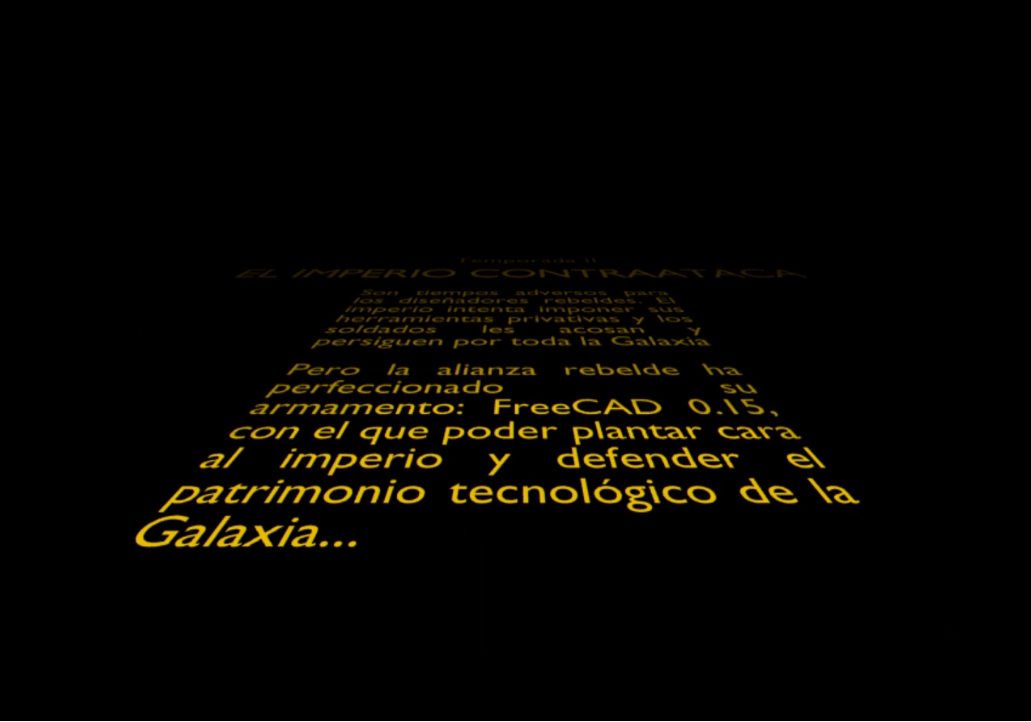 Temporada II
EL IMPERIO CONTRAATACA
Son tiempos adversos para
los diseñadores rebeldes. El
imperio intenta imponer sus
herramientas privativas y los
soldados les acosan y
persiguen por toda la Galaxia
Pero la alianza rebelde ha
perfeccionado su
armamento: FreeCAD 0.15,
con el que poder plantar cara
al imperio y defender el
patrimonio tecnológico de la
Galaxia...